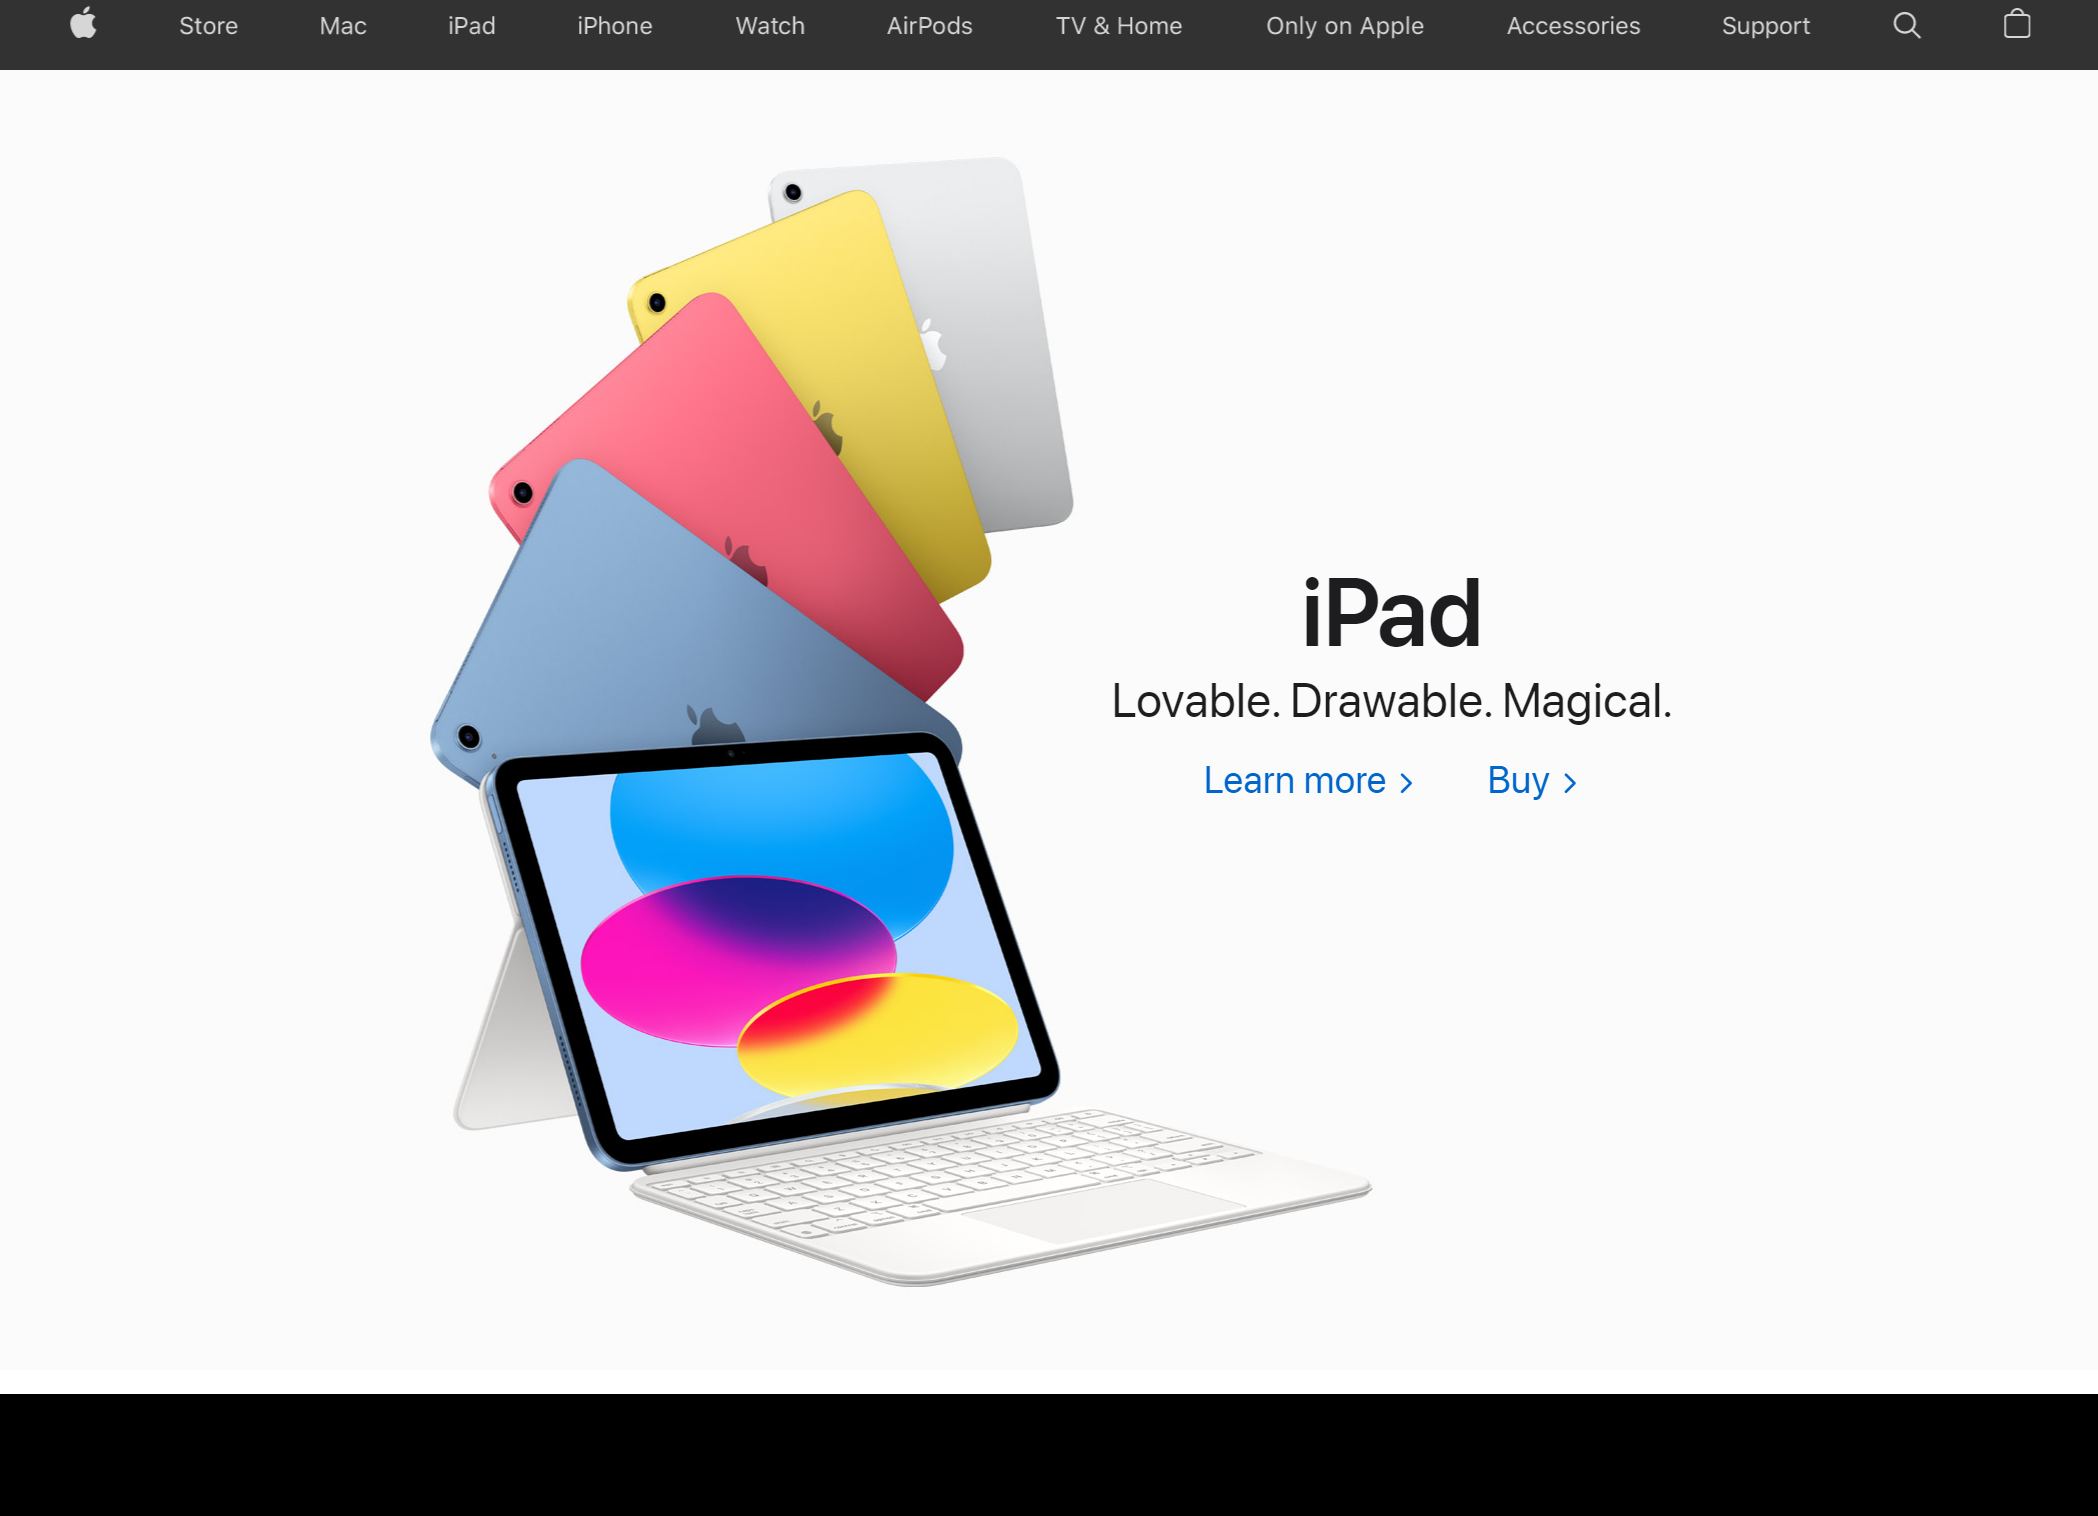 Store Mac iPad iPhone Watch AirPods TV & Home Only on Apple Accessories Support
iPad
Lovable. Drawable. Magical.
Learn more > Buy >